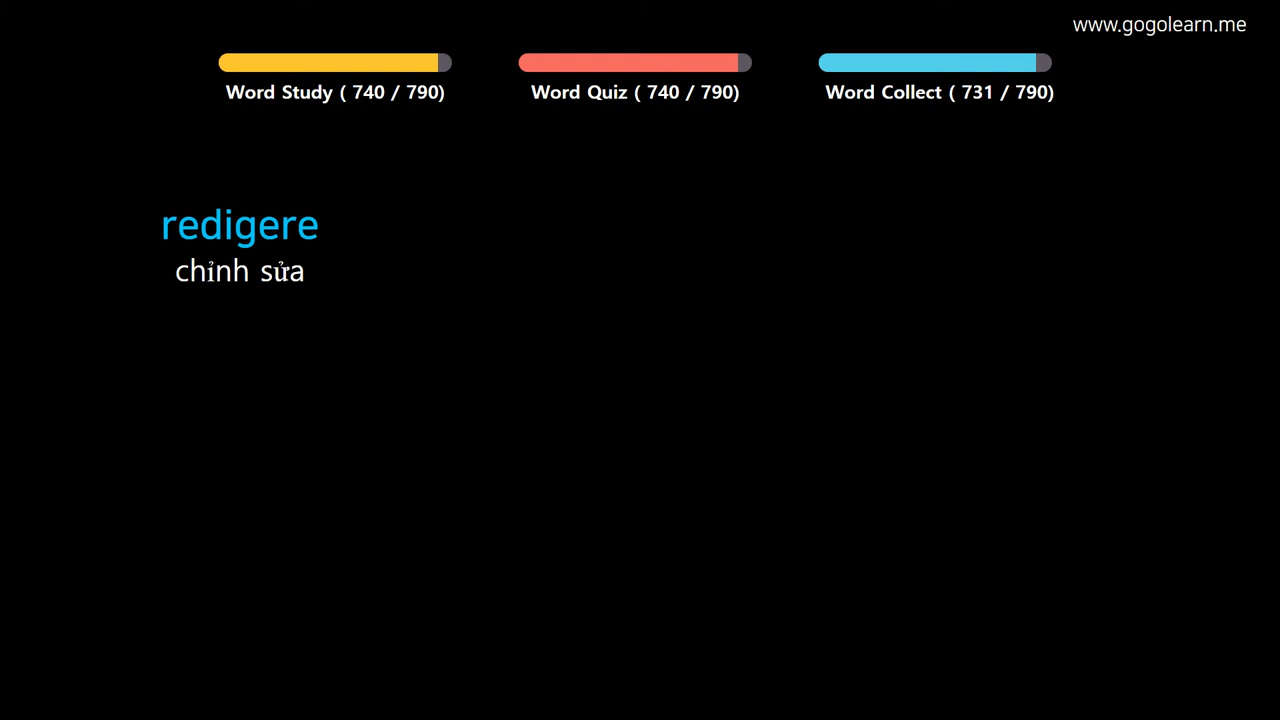 www.gogolearn.me
Word Study ( 740 / 790)
Word Quiz ( 740 / 790)
Word Collect ( 731 / 790)
redigere
chỉnh sửa